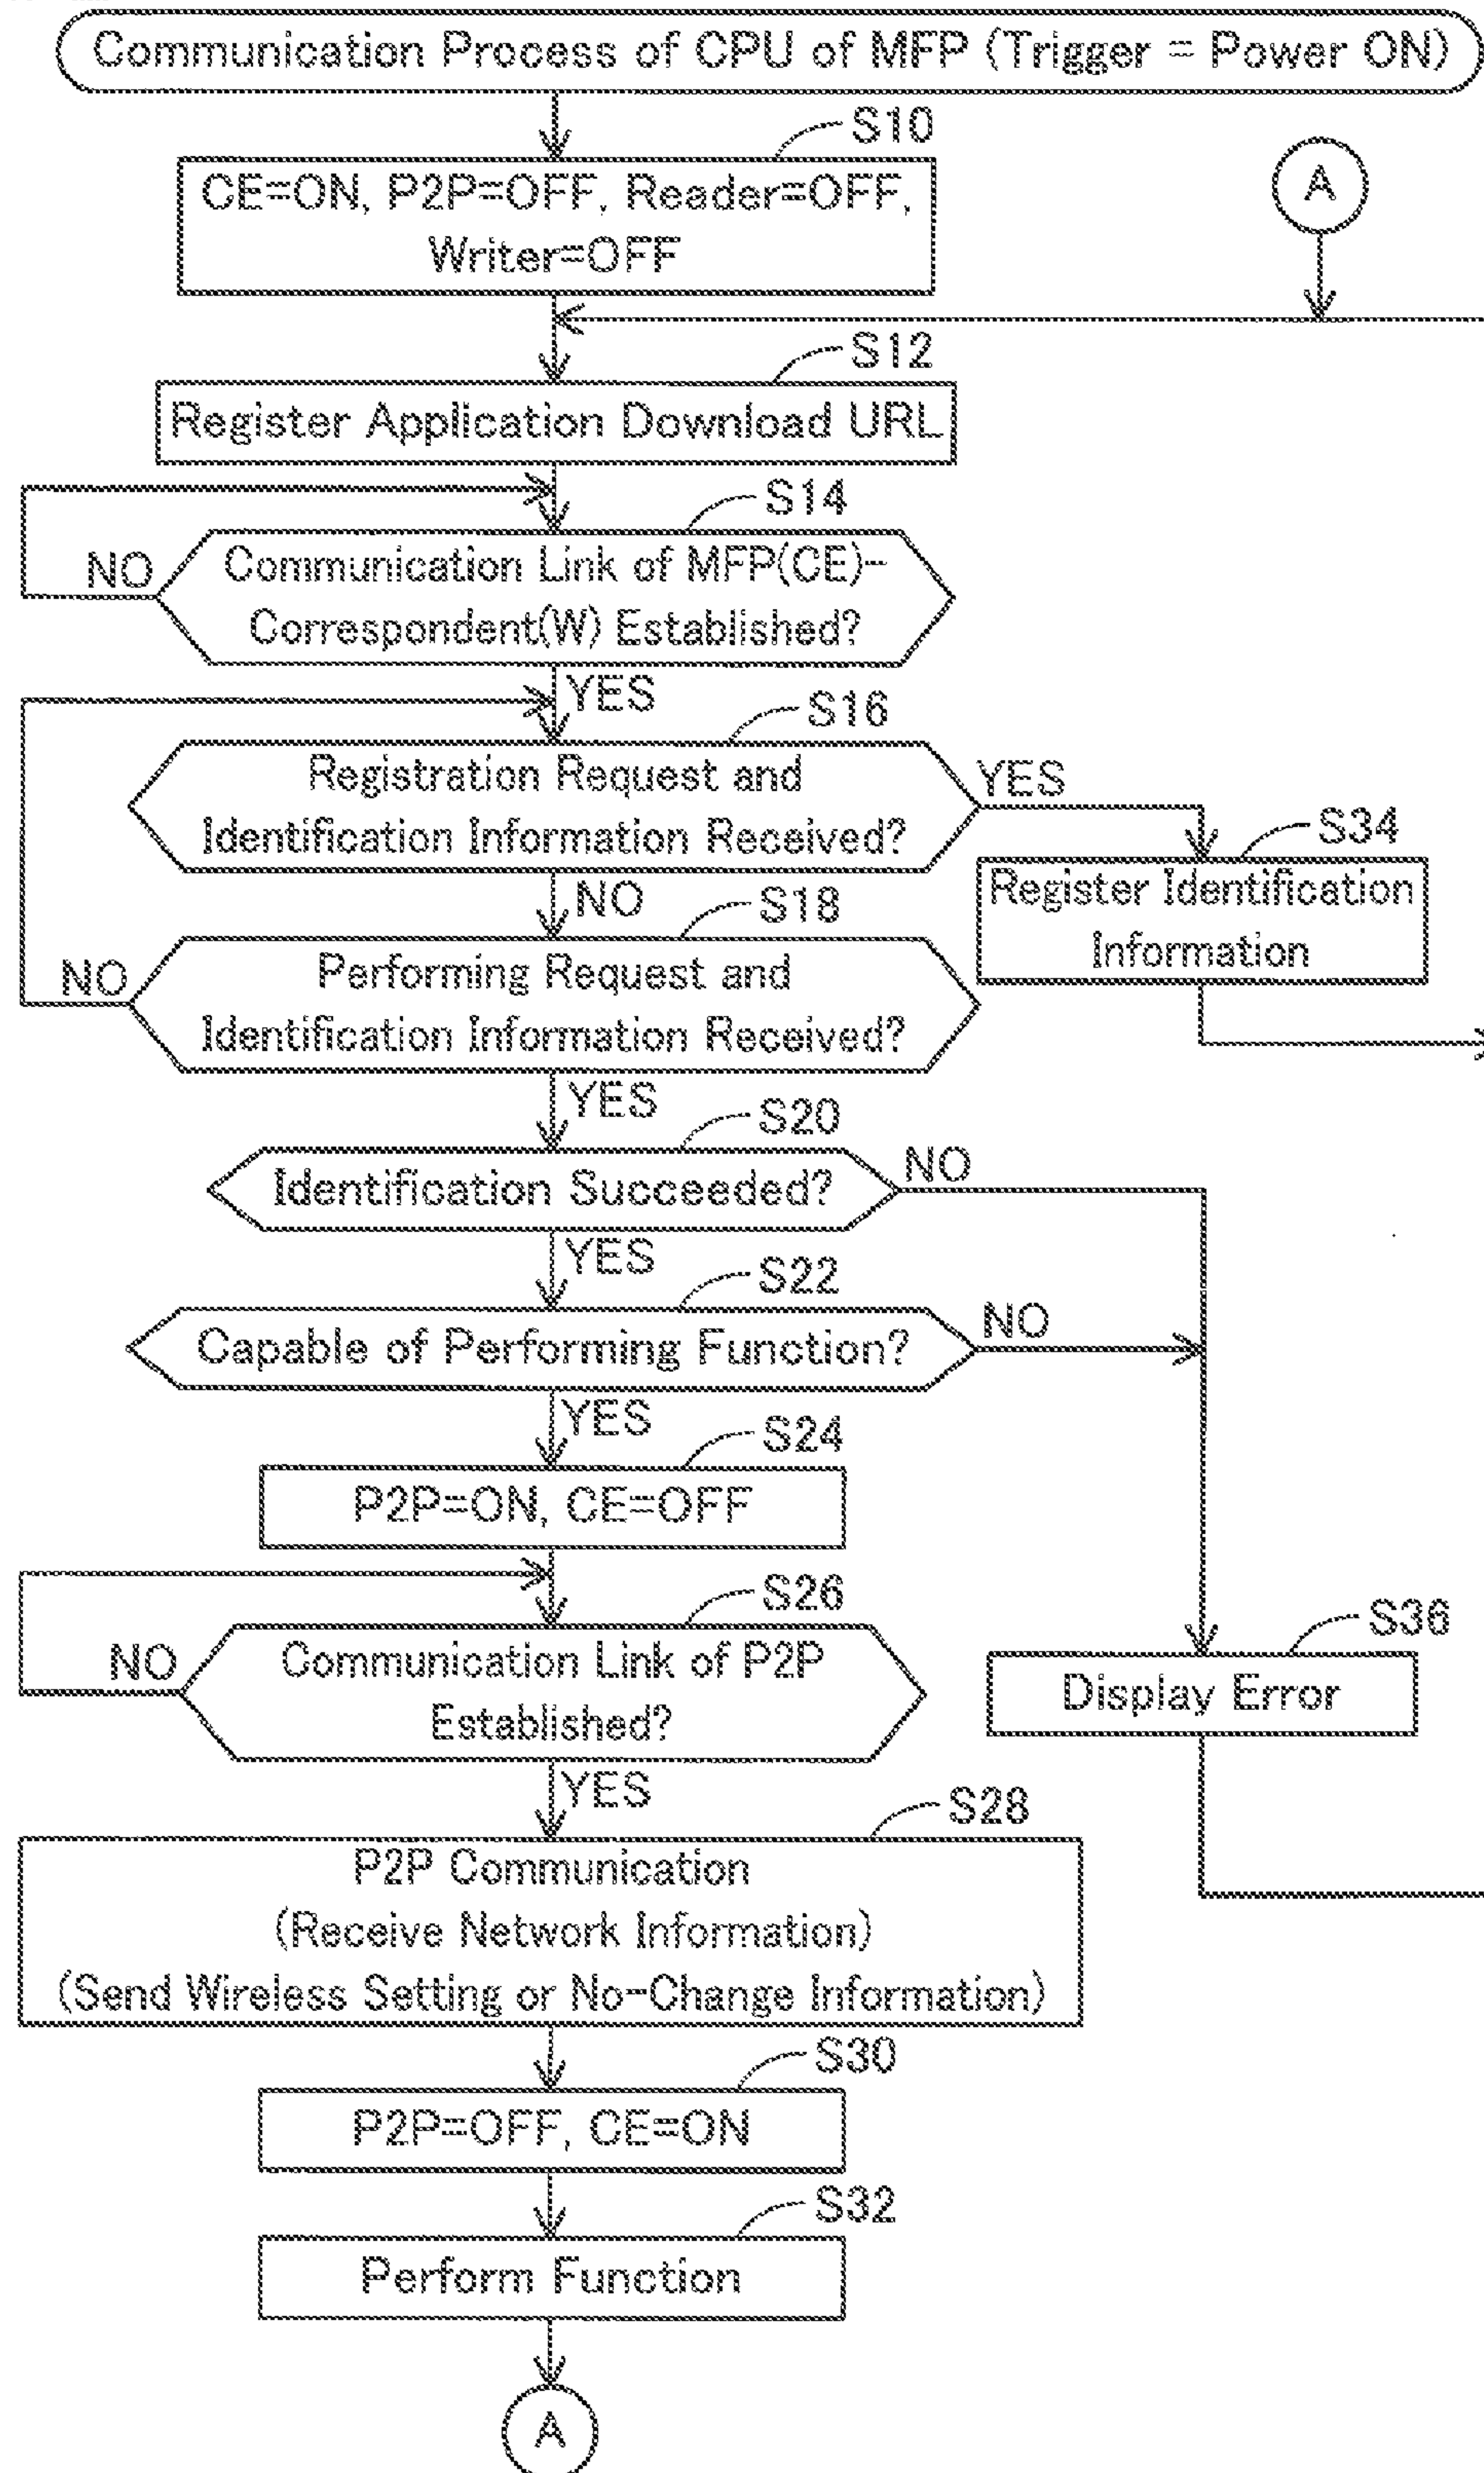 Communication Process of CPU of MFP (Trigger = Power ON)
S10
CE=ON, P2P=OFF, Reader=OFF,
Writer=OFF
A
S12
Register Application Download URL
S14
Communication Link of MFP(CE)-
Correspondent(W) Established?
NO
YES
S16
Registration Request and
Identification Information Received?
YES
S34
Register Identification
Information
NO
S18
Performing Request and
Identification Information Received?
NO
YES
S20
Identification Succeeded?
NO
YES
S22
Capable of Performing Function?
NO
YES
S24
P2P=ON, CE=OFF
S26
Communication Link of P2P
Established?
NO
S36
Display Error
YES
S28
P2P Communication
(Receive Network Information)
(Send Wireless Setting or No-Change Information)
S30
P2P=OFF, CE=ON
S32
Perform Function
A